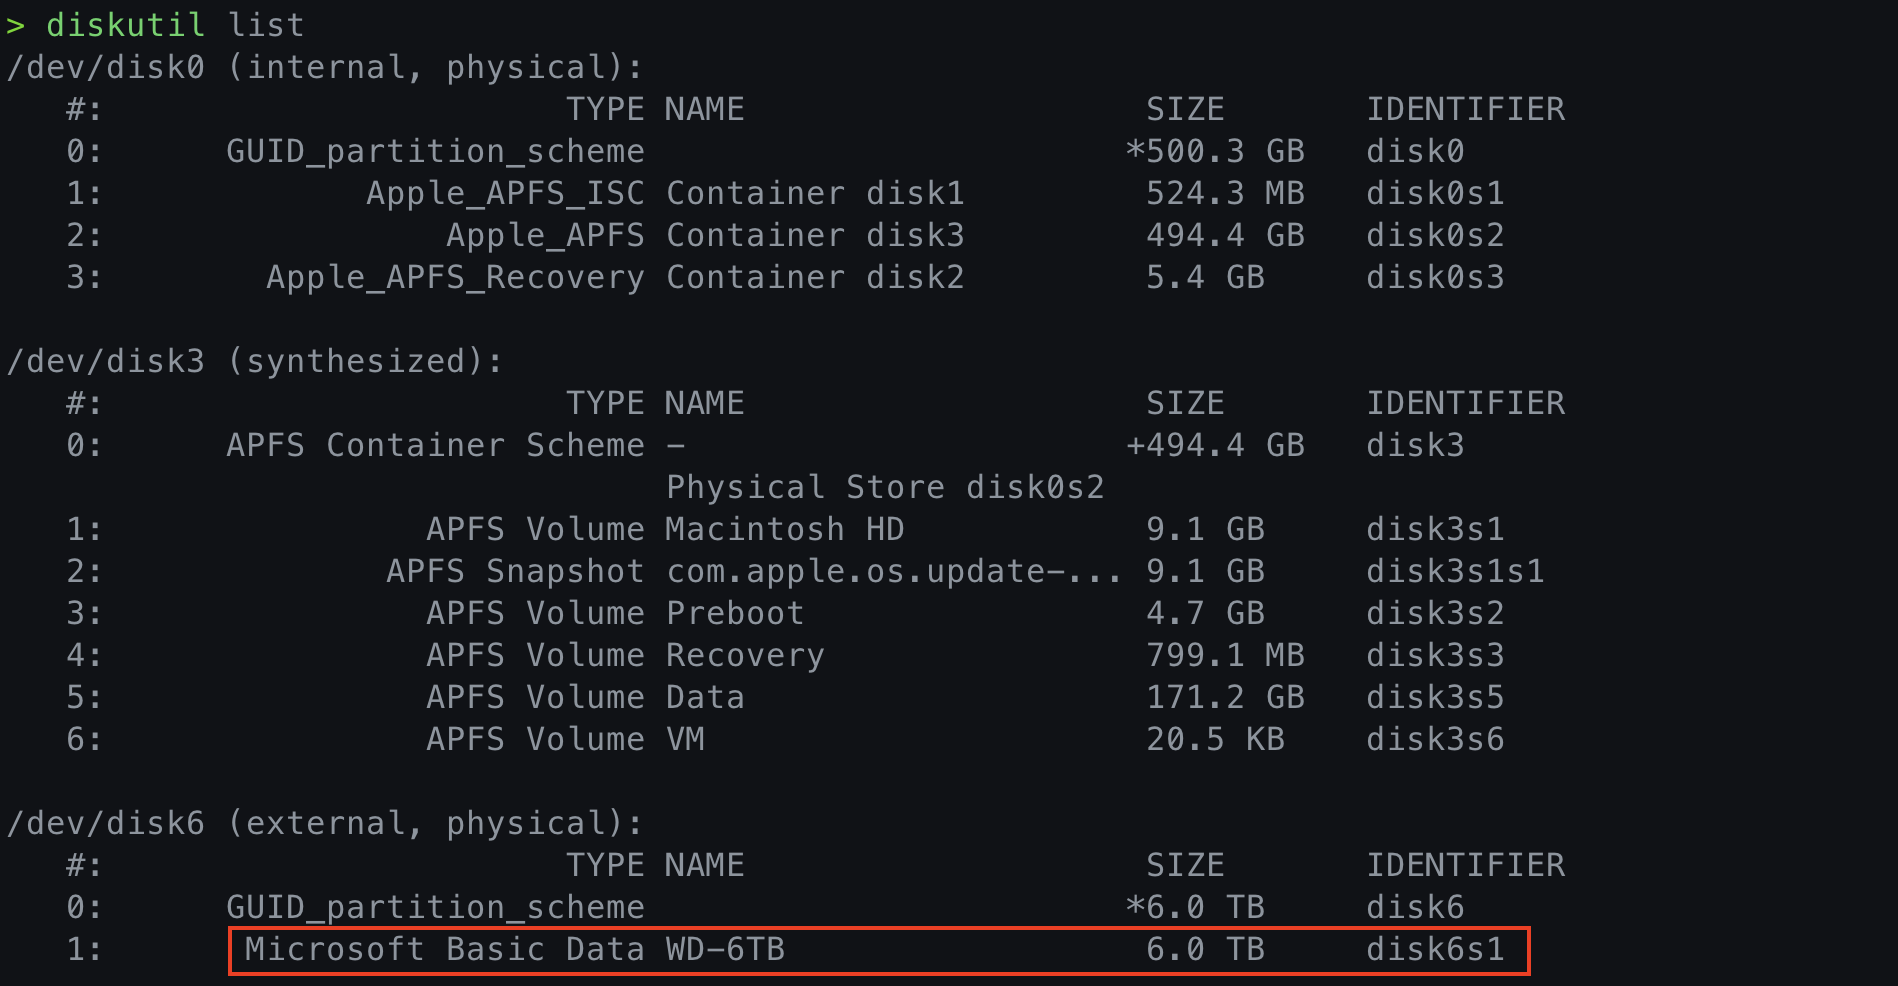 > diskutil list
/dev/disk0 (internal, physical):
   #:                       TYPE NAME                    SIZE       IDENTIFIER
   0:      GUID_partition_scheme                        *500.3 GB   disk0
   1:             Apple_APFS_ISC Container disk1         524.3 MB   disk0s1
   2:                 Apple_APFS Container disk3         494.4 GB   disk0s2
   3:        Apple_APFS_Recovery Container disk2         5.4 GB     disk0s3

/dev/disk3 (synthesized):
   #:                       TYPE NAME                    SIZE       IDENTIFIER
   0:      APFS Container Scheme -                      +494.4 GB   disk3
                                 Physical Store disk0s2
   1:                APFS Volume Macintosh HD            9.1 GB     disk3s1
   2:              APFS Snapshot com.apple.os.update-... 9.1 GB     disk3s1s1
   3:                APFS Volume Preboot                 4.7 GB     disk3s2
   4:                APFS Volume Recovery                799.1 MB   disk3s3
   5:                APFS Volume Data                    171.2 GB   disk3s5
   6:                APFS Volume VM                      20.5 KB    disk3s6

/dev/disk6 (external, physical):
   #:                       TYPE NAME                    SIZE       IDENTIFIER
   0:      GUID_partition_scheme                        *6.0 TB     disk6
   1:       Microsoft Basic Data WD-6TB                  6.0 TB     disk6s1